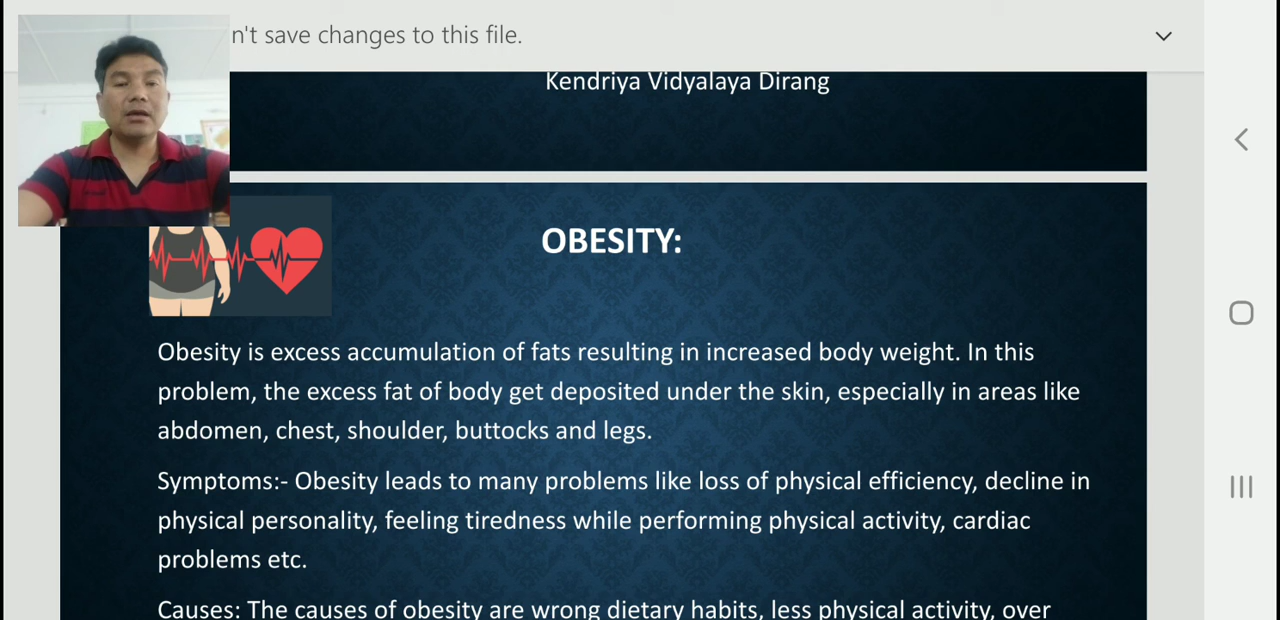 n't save changes to this file.
Kendriya Vidyalaya Dirang
OBESITY:
Obesity is excess accumulation of fats resulting in increased body weight. In this
problem, the excess fat of body get deposited under the skin, especially in areas like
abdomen, chest, shoulder, buttocks and legs.
Symptoms:- Obesity leads to many problems like loss of physical efficiency, decline in
physical personality, feeling tiredness while performing physical activity, cardiac
problems etc.
Causes: The causes of obesity are wrong dietary habits, less physical activity, over